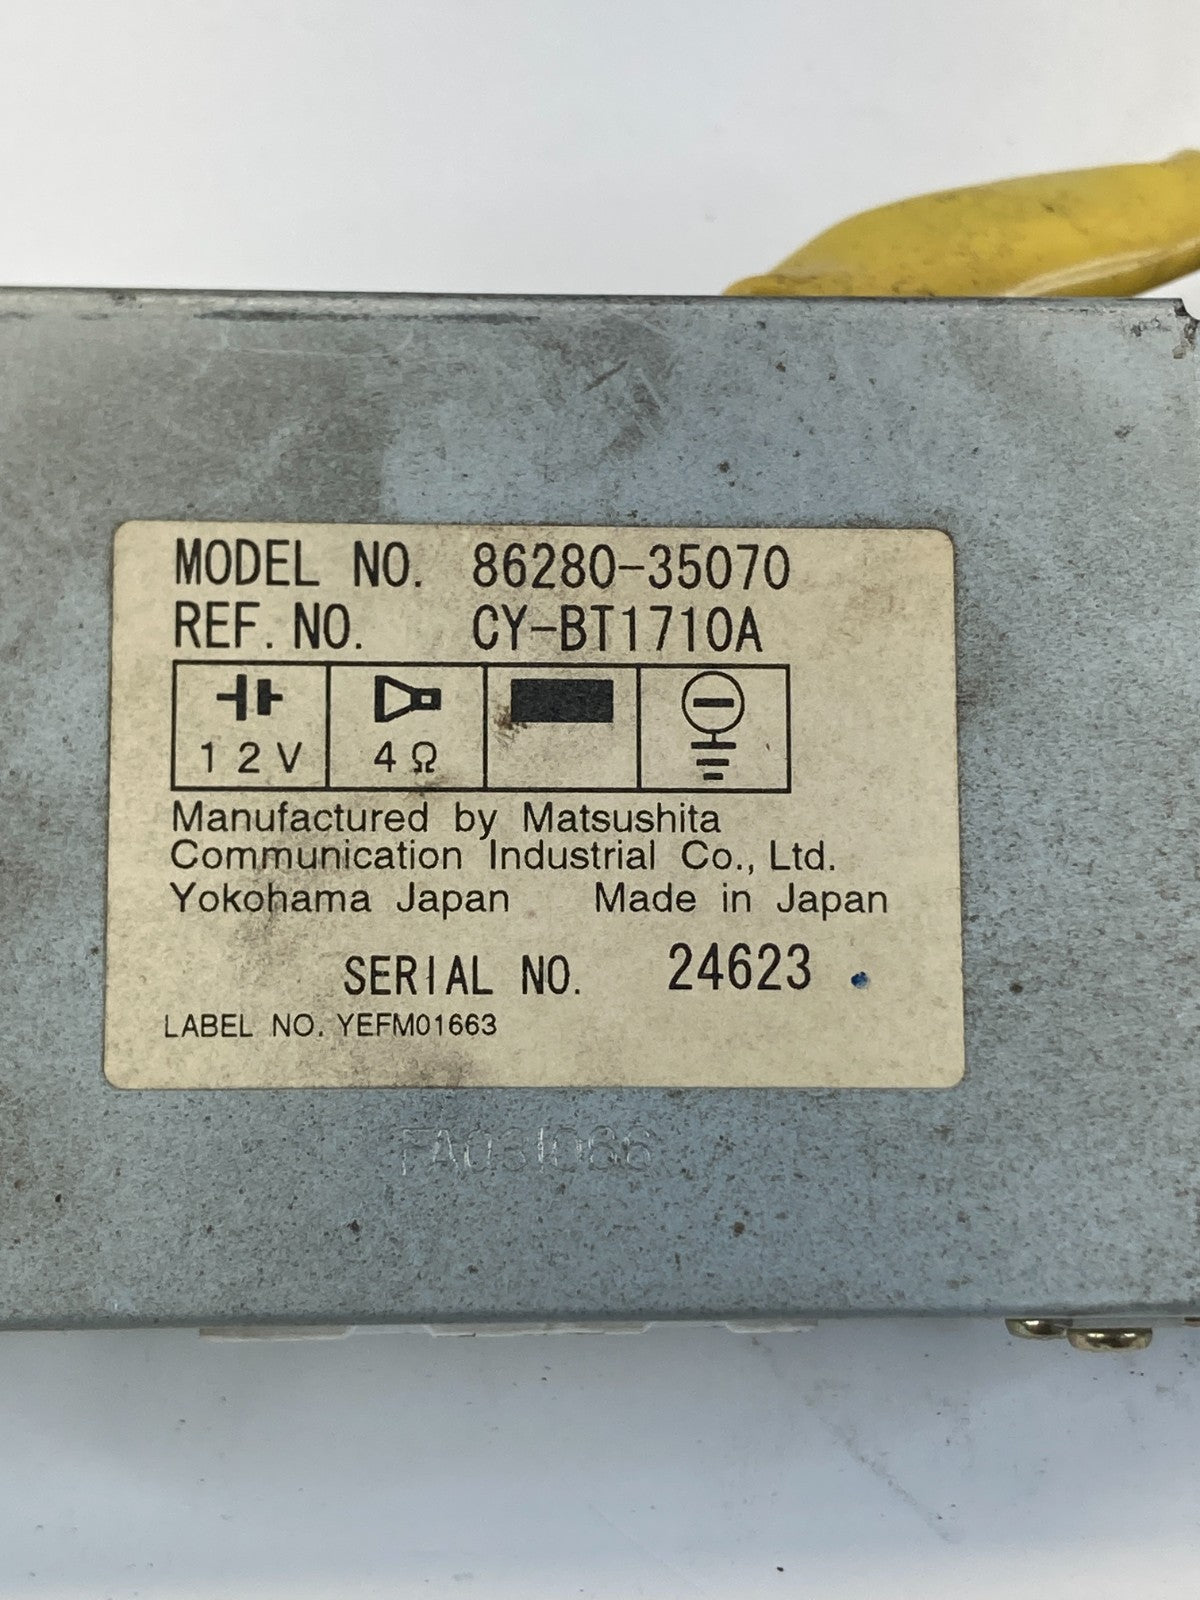 MODEL NO. 86280-35070
REF. NO. CY-BT1710A
12V 4Ω
Manufactured by Matsushita
Communication Industrial Co., Ltd.
Yokohama Japan Made in Japan
SERIAL NO. 24623
LABEL NO. YEFM01663